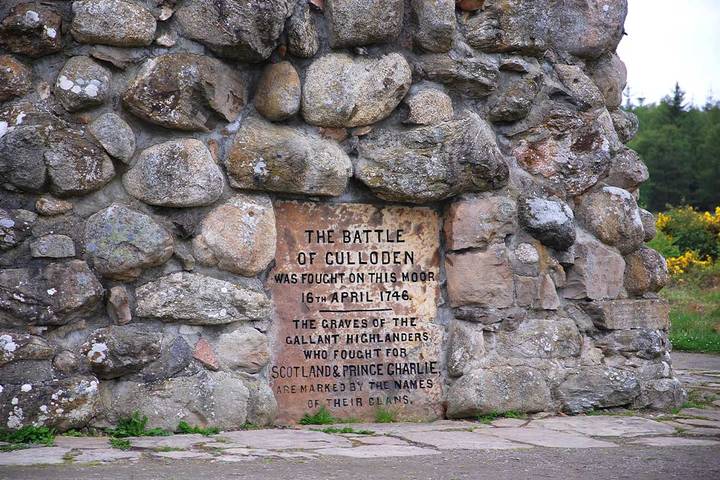 THE BATTLE
OF CULLODEN
WAS FOUGHT ON THIS MOOR
16TH APRIL 1746.
THE GRAVES OF THE
GALLANT HIGHLANDERS,
WHO FOUGHT FOR
SCOTLAND & PRINCE CHARLIE,
ARE MARKED BY THE NAMES
OF THEIR CLANS.